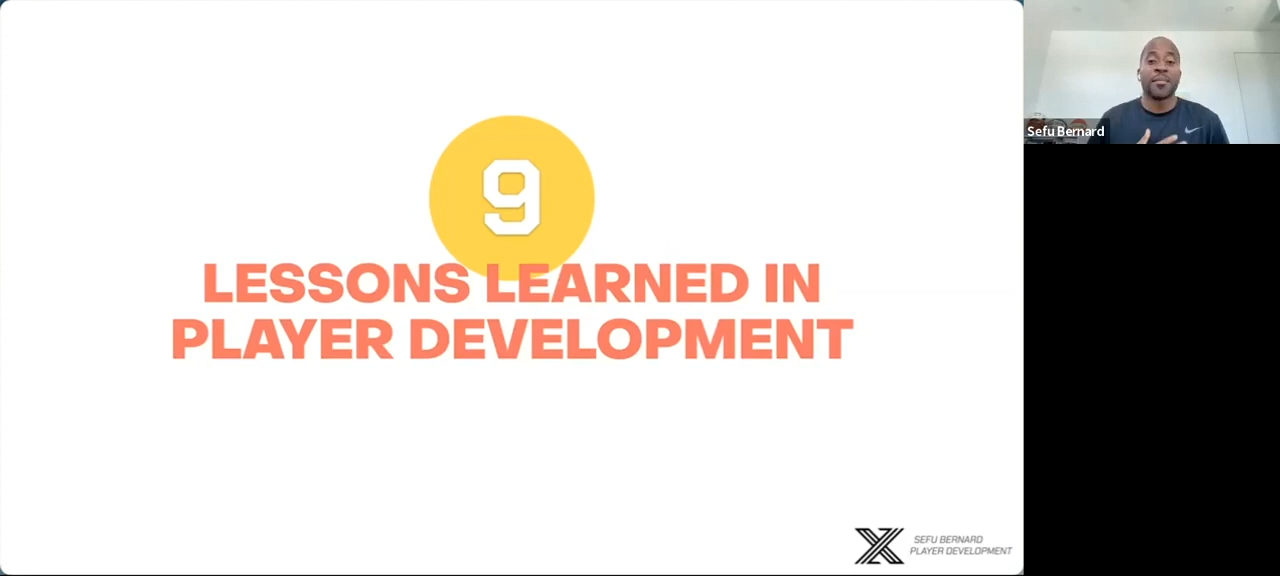 9
LESSONS LEARNED IN
PLAYER DEVELOPMENT
SEFU BERNARD
PLAYER DEVELOPMENT
Sefu Bernard